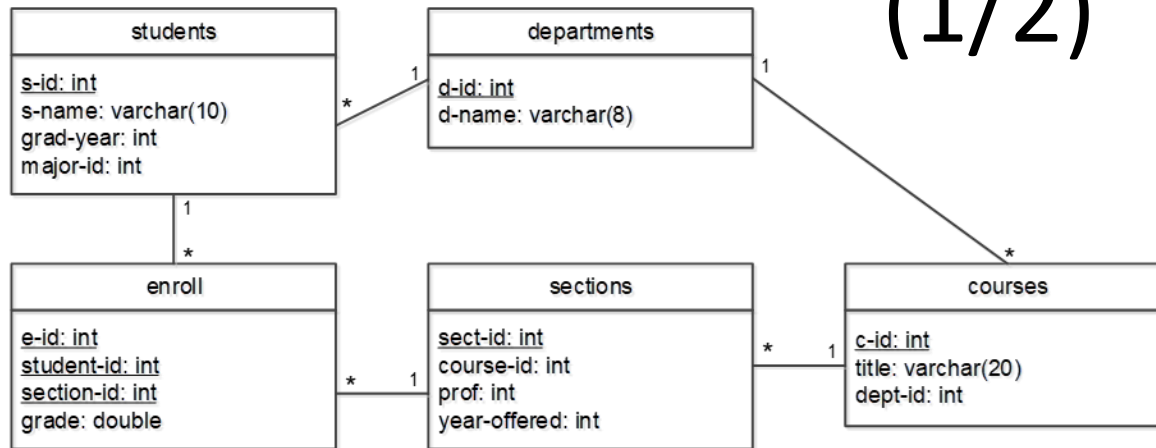 (1/2)
students
s-id: int
s-name: varchar(10)
grad-year: int
major-id: int
departments
d-id: int
d-name: varchar(8)
1
*
1
1
*
*
enroll
e-id: int
student-id: int
section-id: int
grade: double
*
1
sections
sect-id: int
course-id: int
prof: int
year-offered: int
*
1
courses
c-id: int
title: varchar(20)
dept-id: int